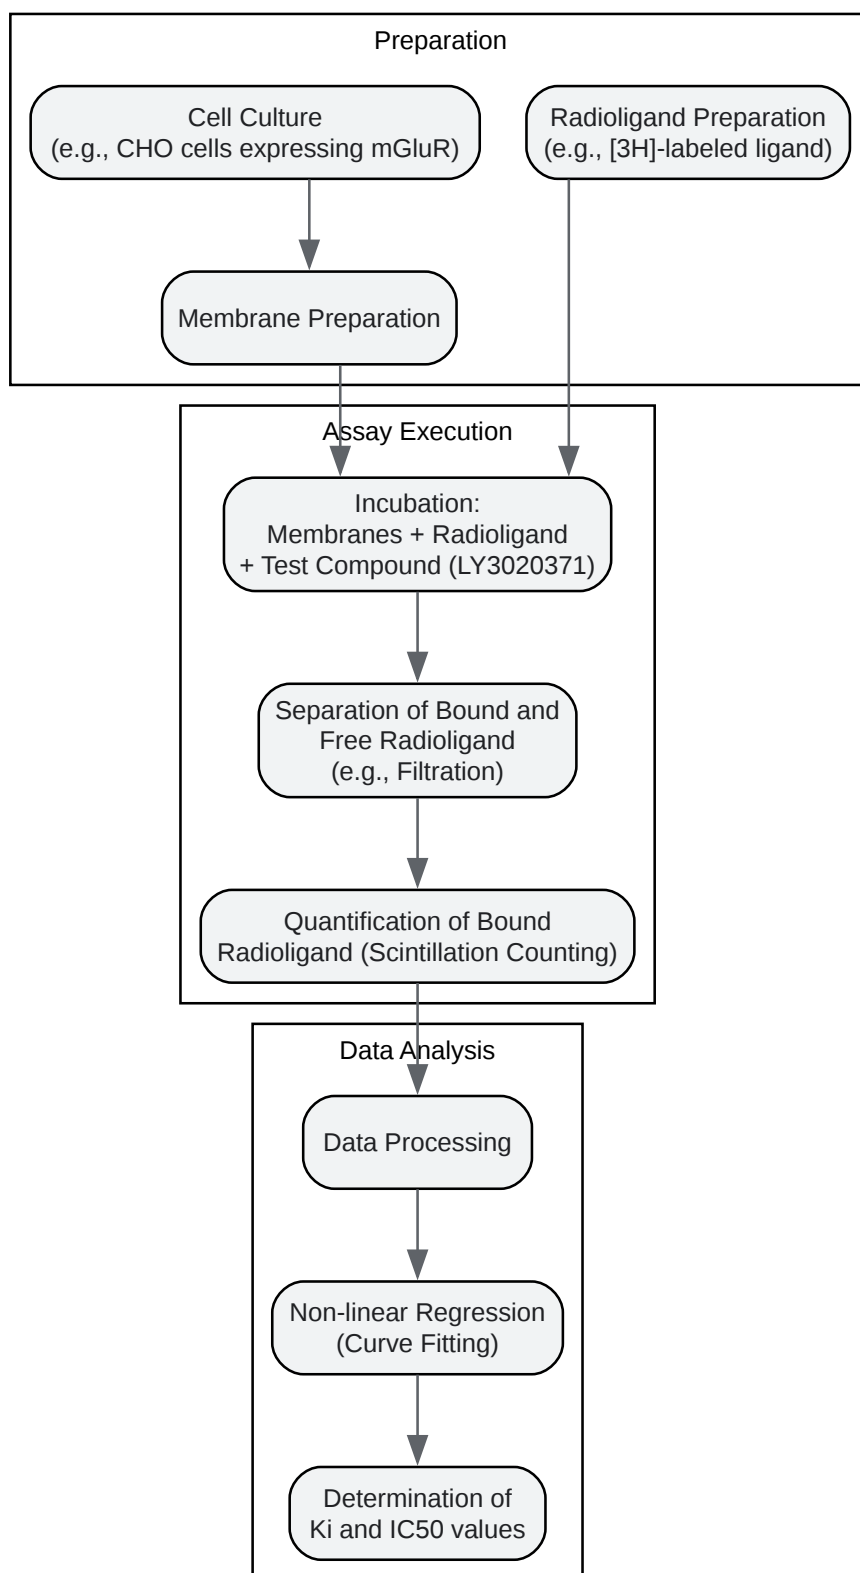 Preparation
Cell Culture
(e.g., CHO cells expressing mGluR)
Radioligand Preparation
(e.g., [3H]-labeled ligand)
Membrane Preparation
Assay Execution
Incubation:
Membranes + Radioligand
+ Test Compound (LY3020371)
Separation of Bound and
Free Radioligand
(e.g., Filtration)
Quantification of Bound
Radioligand (Scintillation Counting)
Data Analysis
Data Processing
Non-linear Regression
(Curve Fitting)
Determination of
Ki and IC50 values